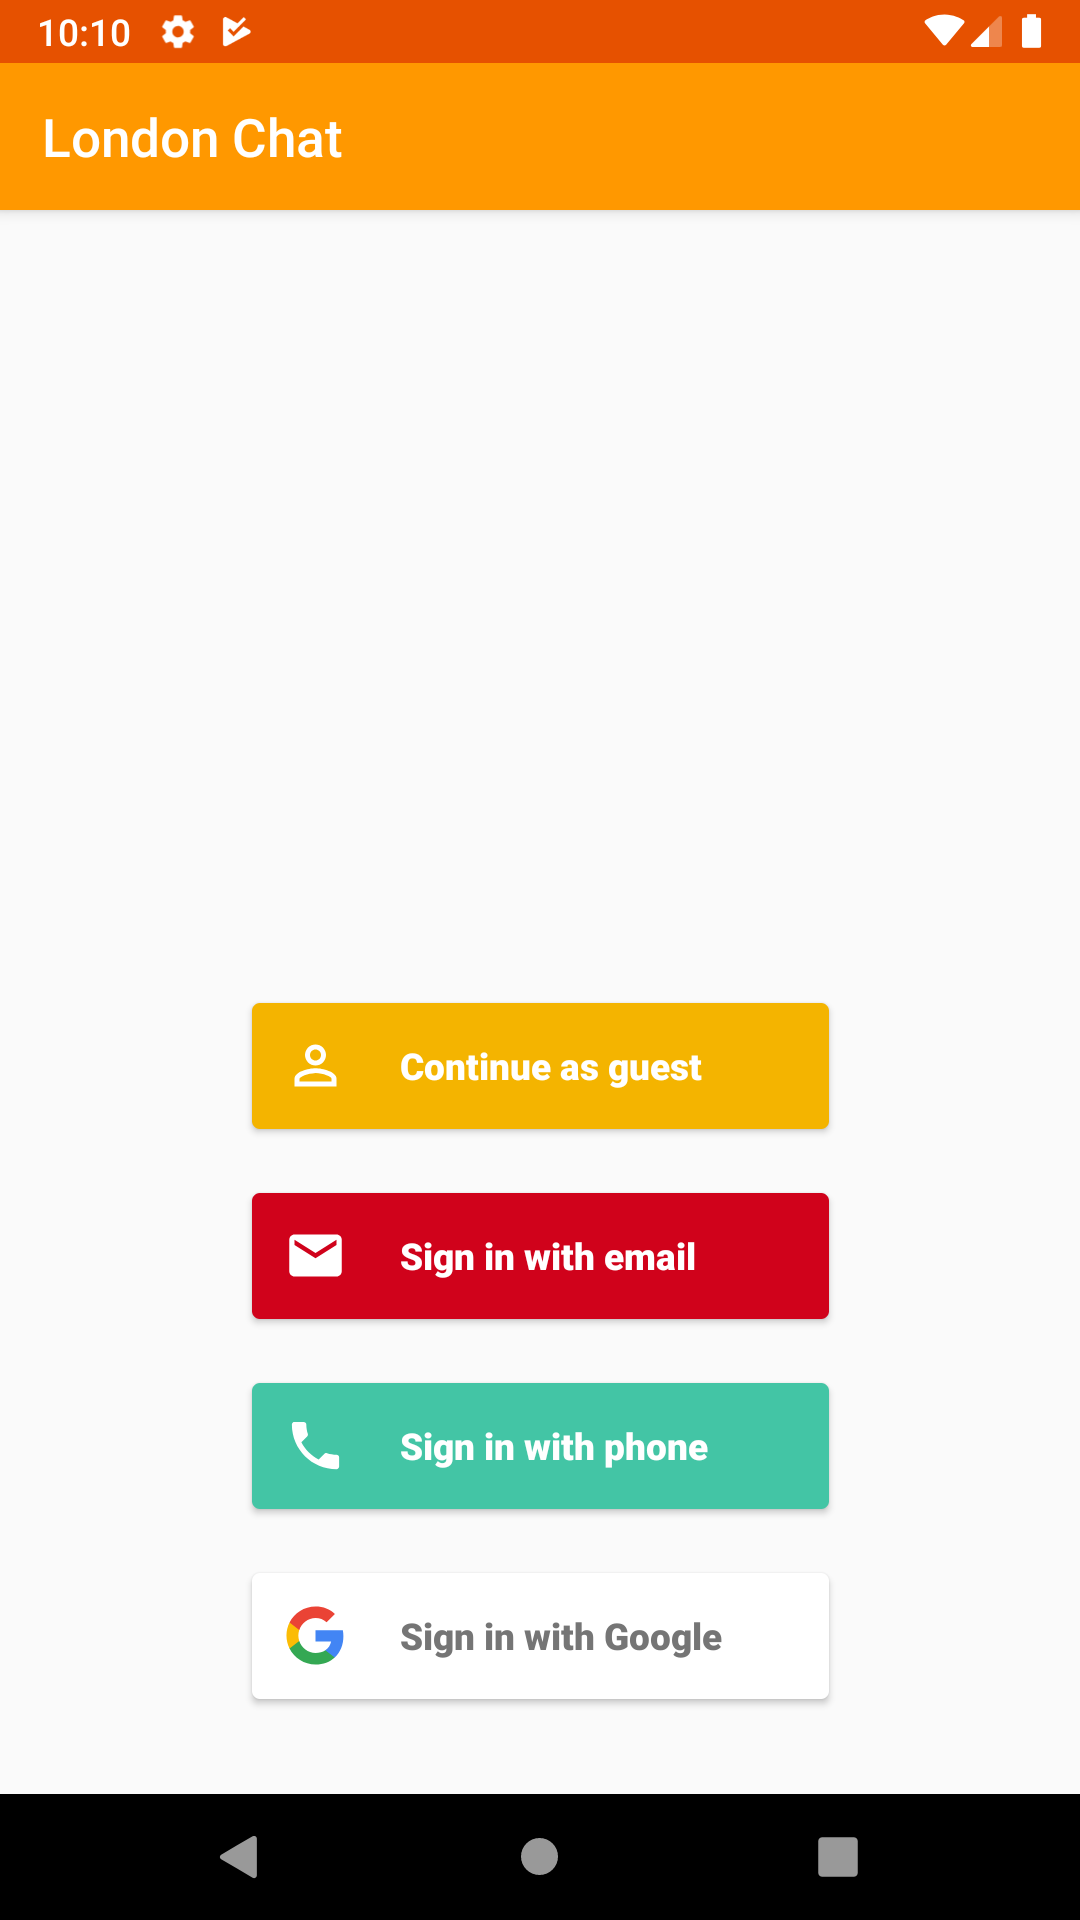 10:10
London Chat
Continue as guest
Sign in with email
Sign in with phone
Sign in with Google